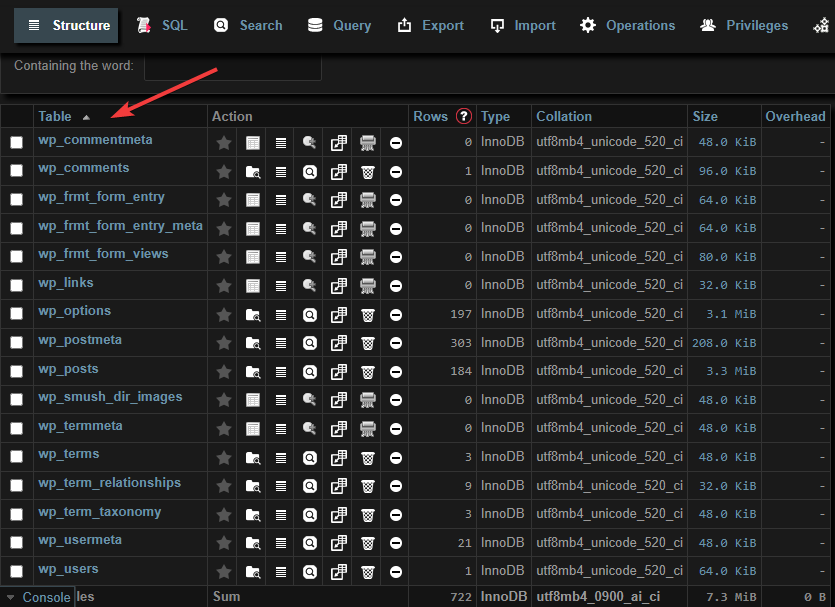 Structure SQL Search Query Export Import Operations Privileges
Containing the word:
Table Action Rows ? Type Collation Size Overhead
wp_commentmeta 0 InnoDB utf8mb4_unicode_520_ci 48.0 KiB -
wp_comments 1 InnoDB utf8mb4_unicode_520_ci 96.0 KiB -
wp_frmt_form_entry 0 InnoDB utf8mb4_unicode_520_ci 64.0 KiB -
wp_frmt_form_entry_meta 0 InnoDB utf8mb4_unicode_520_ci 64.0 KiB -
wp_frmt_form_views 0 InnoDB utf8mb4_unicode_520_ci 80.0 KiB -
wp_links 0 InnoDB utf8mb4_unicode_520_ci 32.0 KiB -
wp_options 197 InnoDB utf8mb4_unicode_520_ci 3.1 MiB -
wp_postmeta 303 InnoDB utf8mb4_unicode_520_ci 208.0 KiB -
wp_posts 184 InnoDB utf8mb4_unicode_520_ci 3.3 MiB -
wp_smush_dir_images 0 InnoDB utf8mb4_unicode_520_ci 48.0 KiB -
wp_termmeta 0 InnoDB utf8mb4_unicode_520_ci 48.0 KiB -
wp_terms 3 InnoDB utf8mb4_unicode_520_ci 48.0 KiB -
wp_term_relationships 9 InnoDB utf8mb4_unicode_520_ci 32.0 KiB -
wp_term_taxonomy 3 InnoDB utf8mb4_unicode_520_ci 48.0 KiB -
wp_usermeta 21 InnoDB utf8mb4_unicode_520_ci 48.0 KiB -
wp_users 1 InnoDB utf8mb4_unicode_520_ci 64.0 KiB -
Console les Sum 722 InnoDB utf8mb4_0900_ai_ci 7.3 MiB 0 B